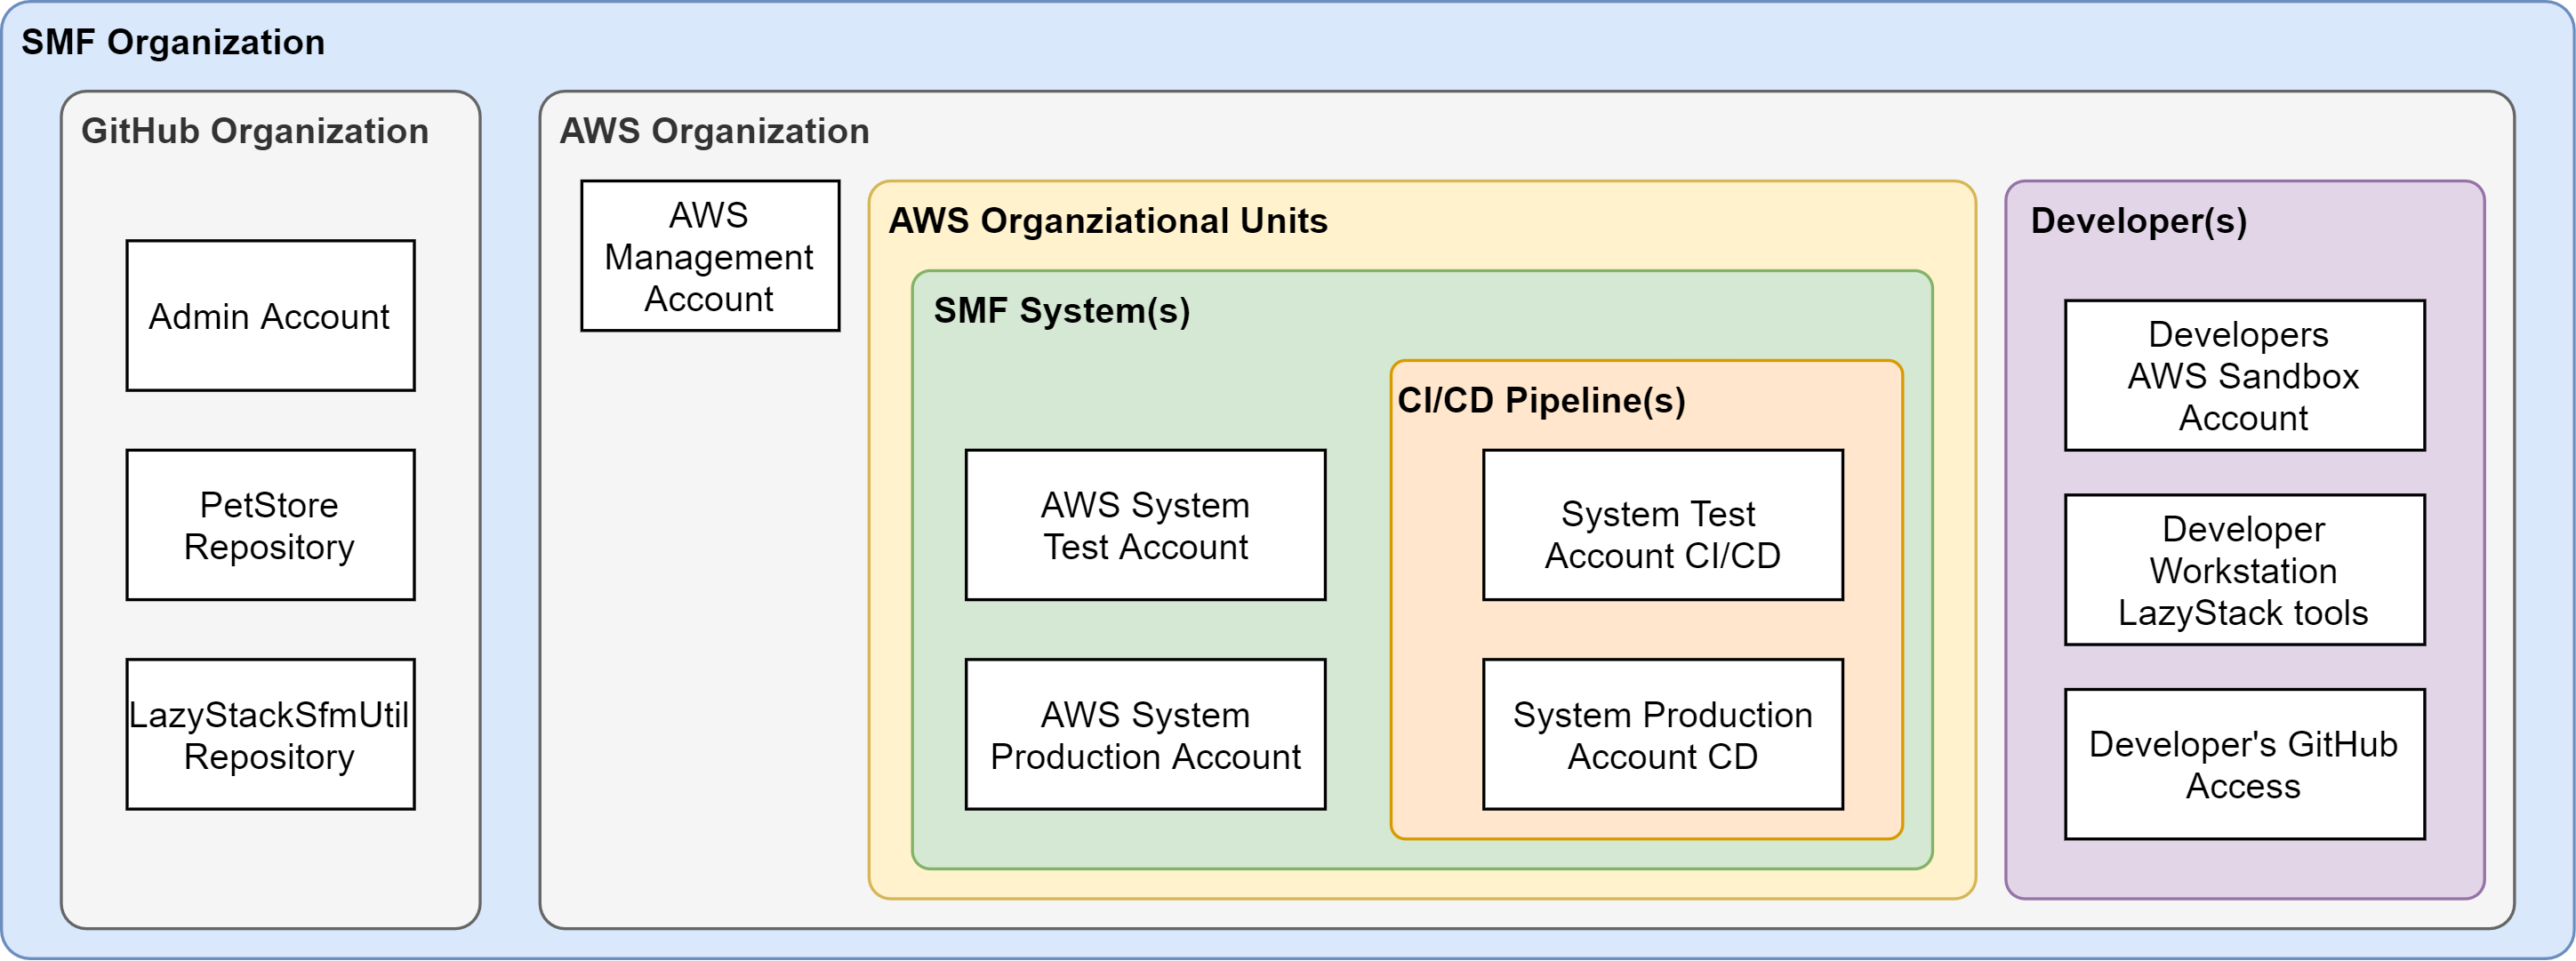 SMF Organization
GitHub Organization
Admin Account
PetStore
Repository
LazyStackSfmUtil
Repository
AWS Organization
AWS
Management
Account
AWS Organziational Units
SMF System(s)
AWS System
Test Account
AWS System
Production Account
CI/CD Pipeline(s)
System Test
Account CI/CD
System Production
Account CD
Developer(s)
Developers
AWS Sandbox
Account
Developer
Workstation
LazyStack tools
Developer's GitHub
Access